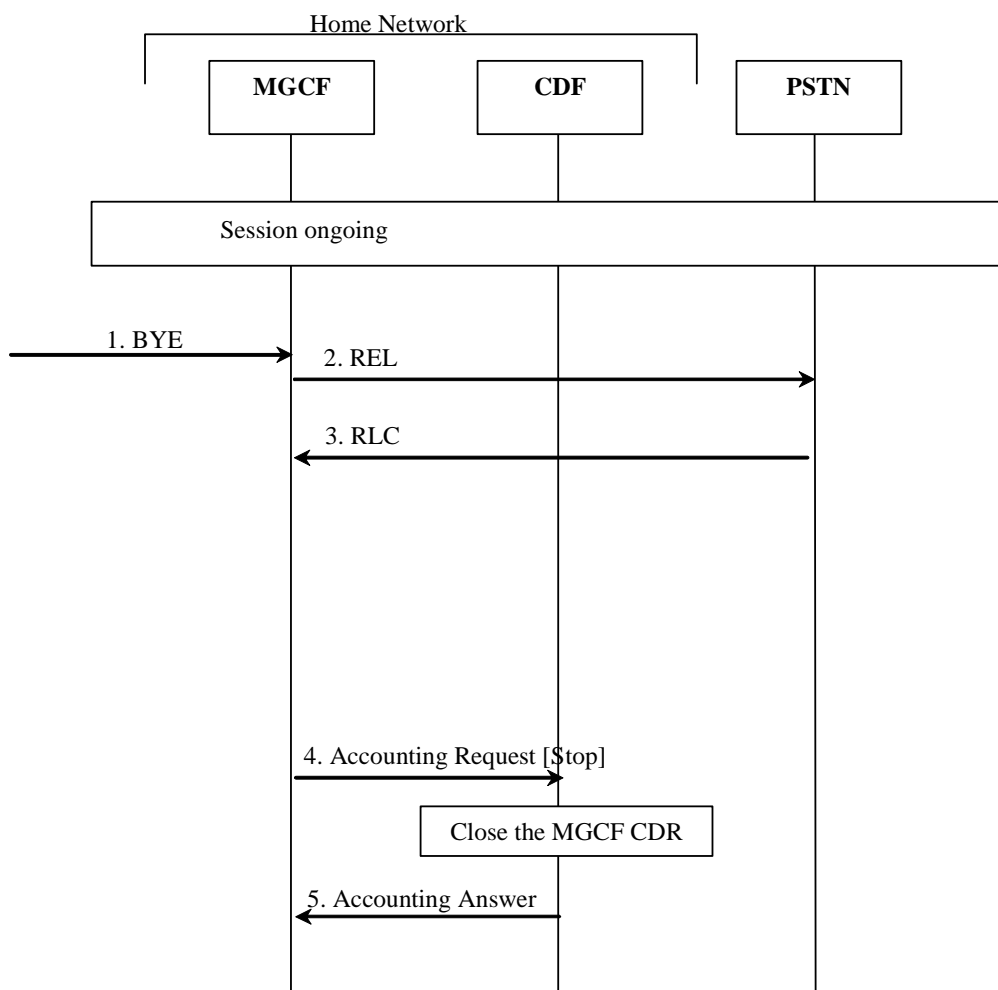 Home Network
MGCF
CDF
PSTN
Session ongoing
1. BYE
2. REL
3. RLC
4. Accounting Request [Stop]
Close the MGCF CDR
5. Accounting Answer